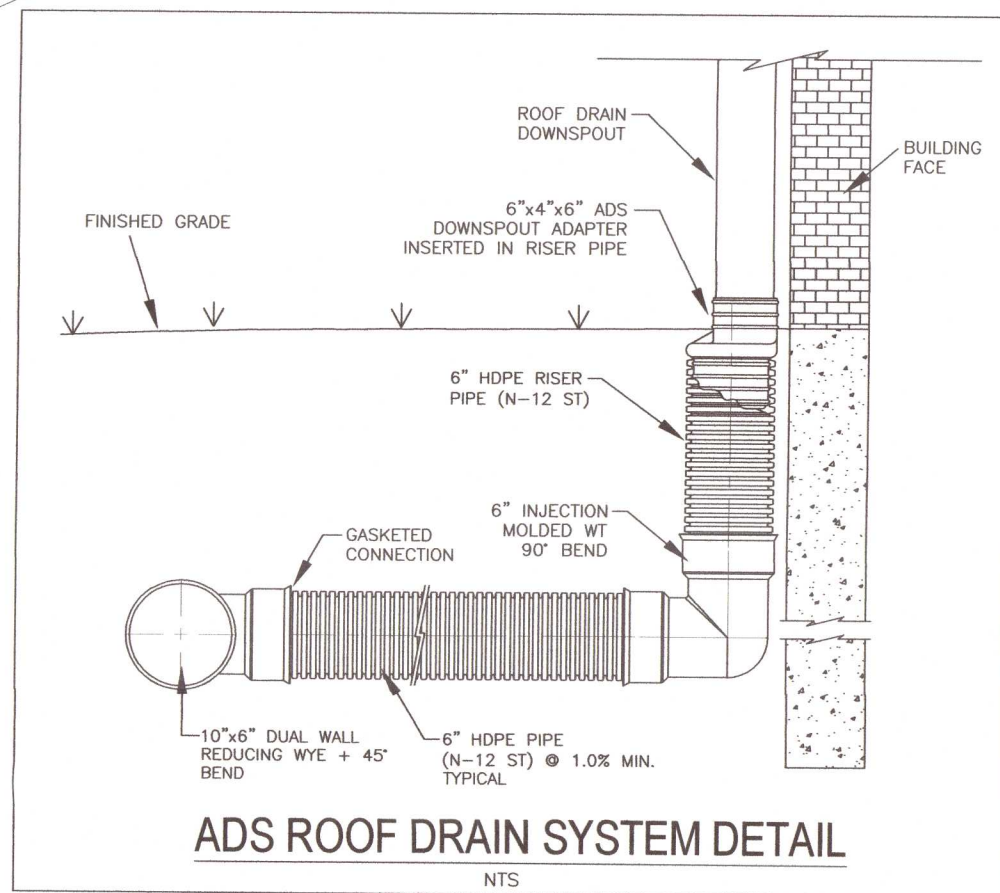 ROOF DRAIN
DOWNSPOUT
BUILDING
FACE
6"x4"x6" ADS
DOWNSPOUT ADAPTER
INSERTED IN RISER PIPE
FINISHED GRADE
6" HDPE RISER
PIPE (N-12 ST)
6" INJECTION
MOLDED WT
90° BEND
GASKETED
CONNECTION
10"x6" DUAL WALL
REDUCING WYE + 45°
BEND
6" HDPE PIPE
(N-12 ST) @ 1.0% MIN.
TYPICAL
ADS ROOF DRAIN SYSTEM DETAIL
NTS